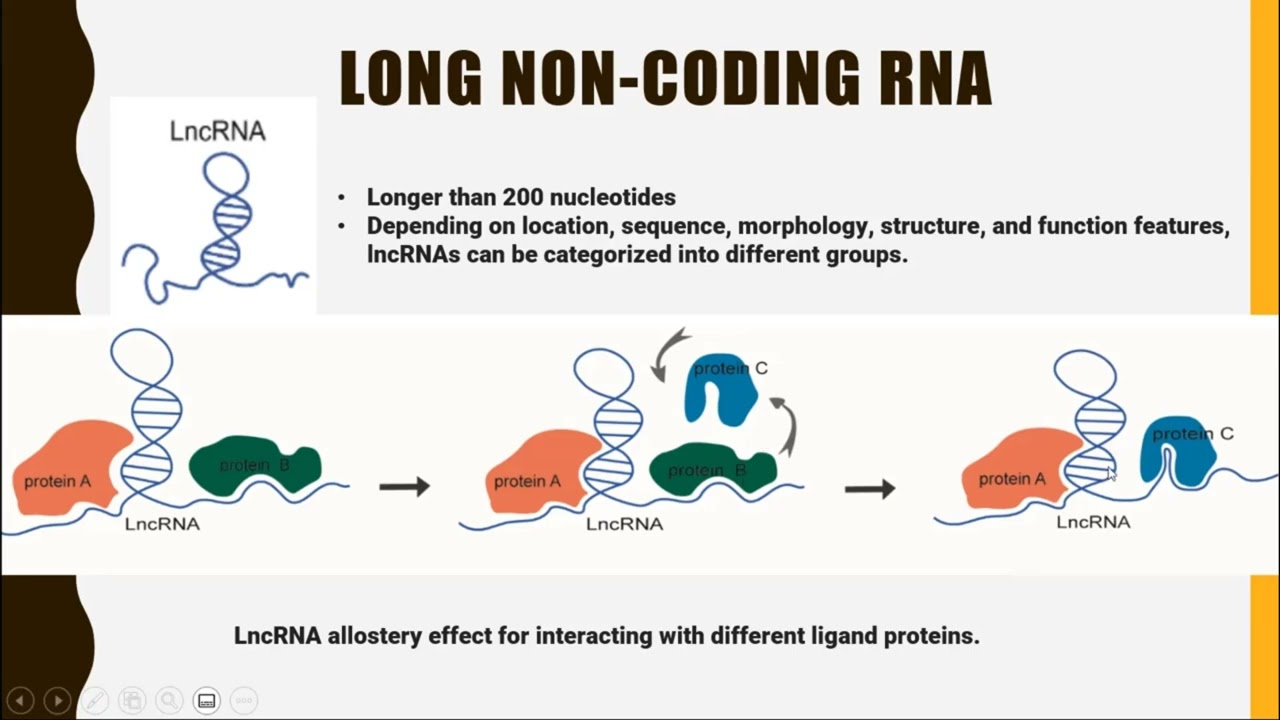 LONG NON-CODING RNA
LncRNA
• Longer than 200 nucleotides
• Depending on location, sequence, morphology, structure, and function features,
lncRNAs can be categorized into different groups.
protein A
protein B
LncRNA
protein C
protein A
protein B
LncRNA
protein C
protein A
LncRNA
LncRNA allostery effect for interacting with different ligand proteins.